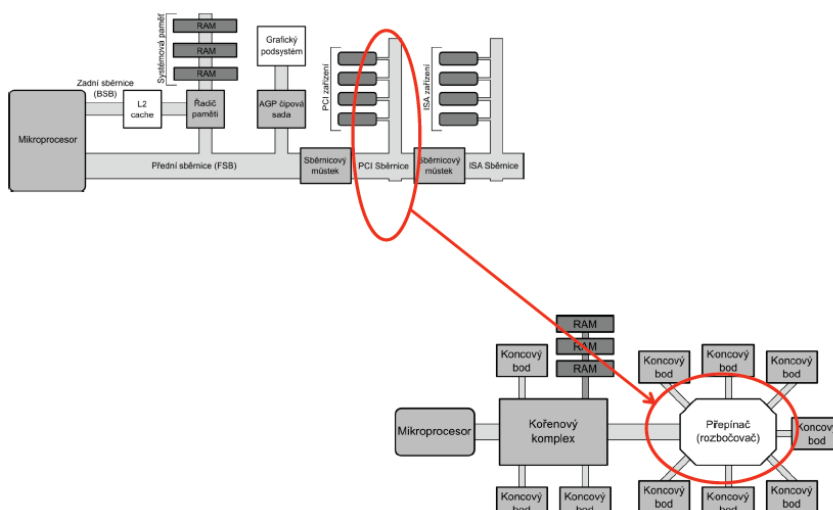 Systémová paměť
RAM
RAM
RAM
Grafický
podsystém
Zadní sběrnice
(BSB)
L2
cache
Řadič
paměti
AGP čipová
sada
PCI zařízení
ISA zařízení
Mikroprocesor
Přední sběrnice (FSB)
Sběrnicový
můstek
PCI Sběrnice
Sběrnicový
můstek
ISA Sběrnice
RAM
RAM
RAM
Koncový
bod
Koncový
bod
Koncový
bod
Koncový
bod
Mikroprocesor
Kořenový
komplex
Přepínač
(rozbočovač)
Koncový
bod
Koncový
bod
Koncový
bod
Koncový
bod
Koncový
bod
Koncový
bod